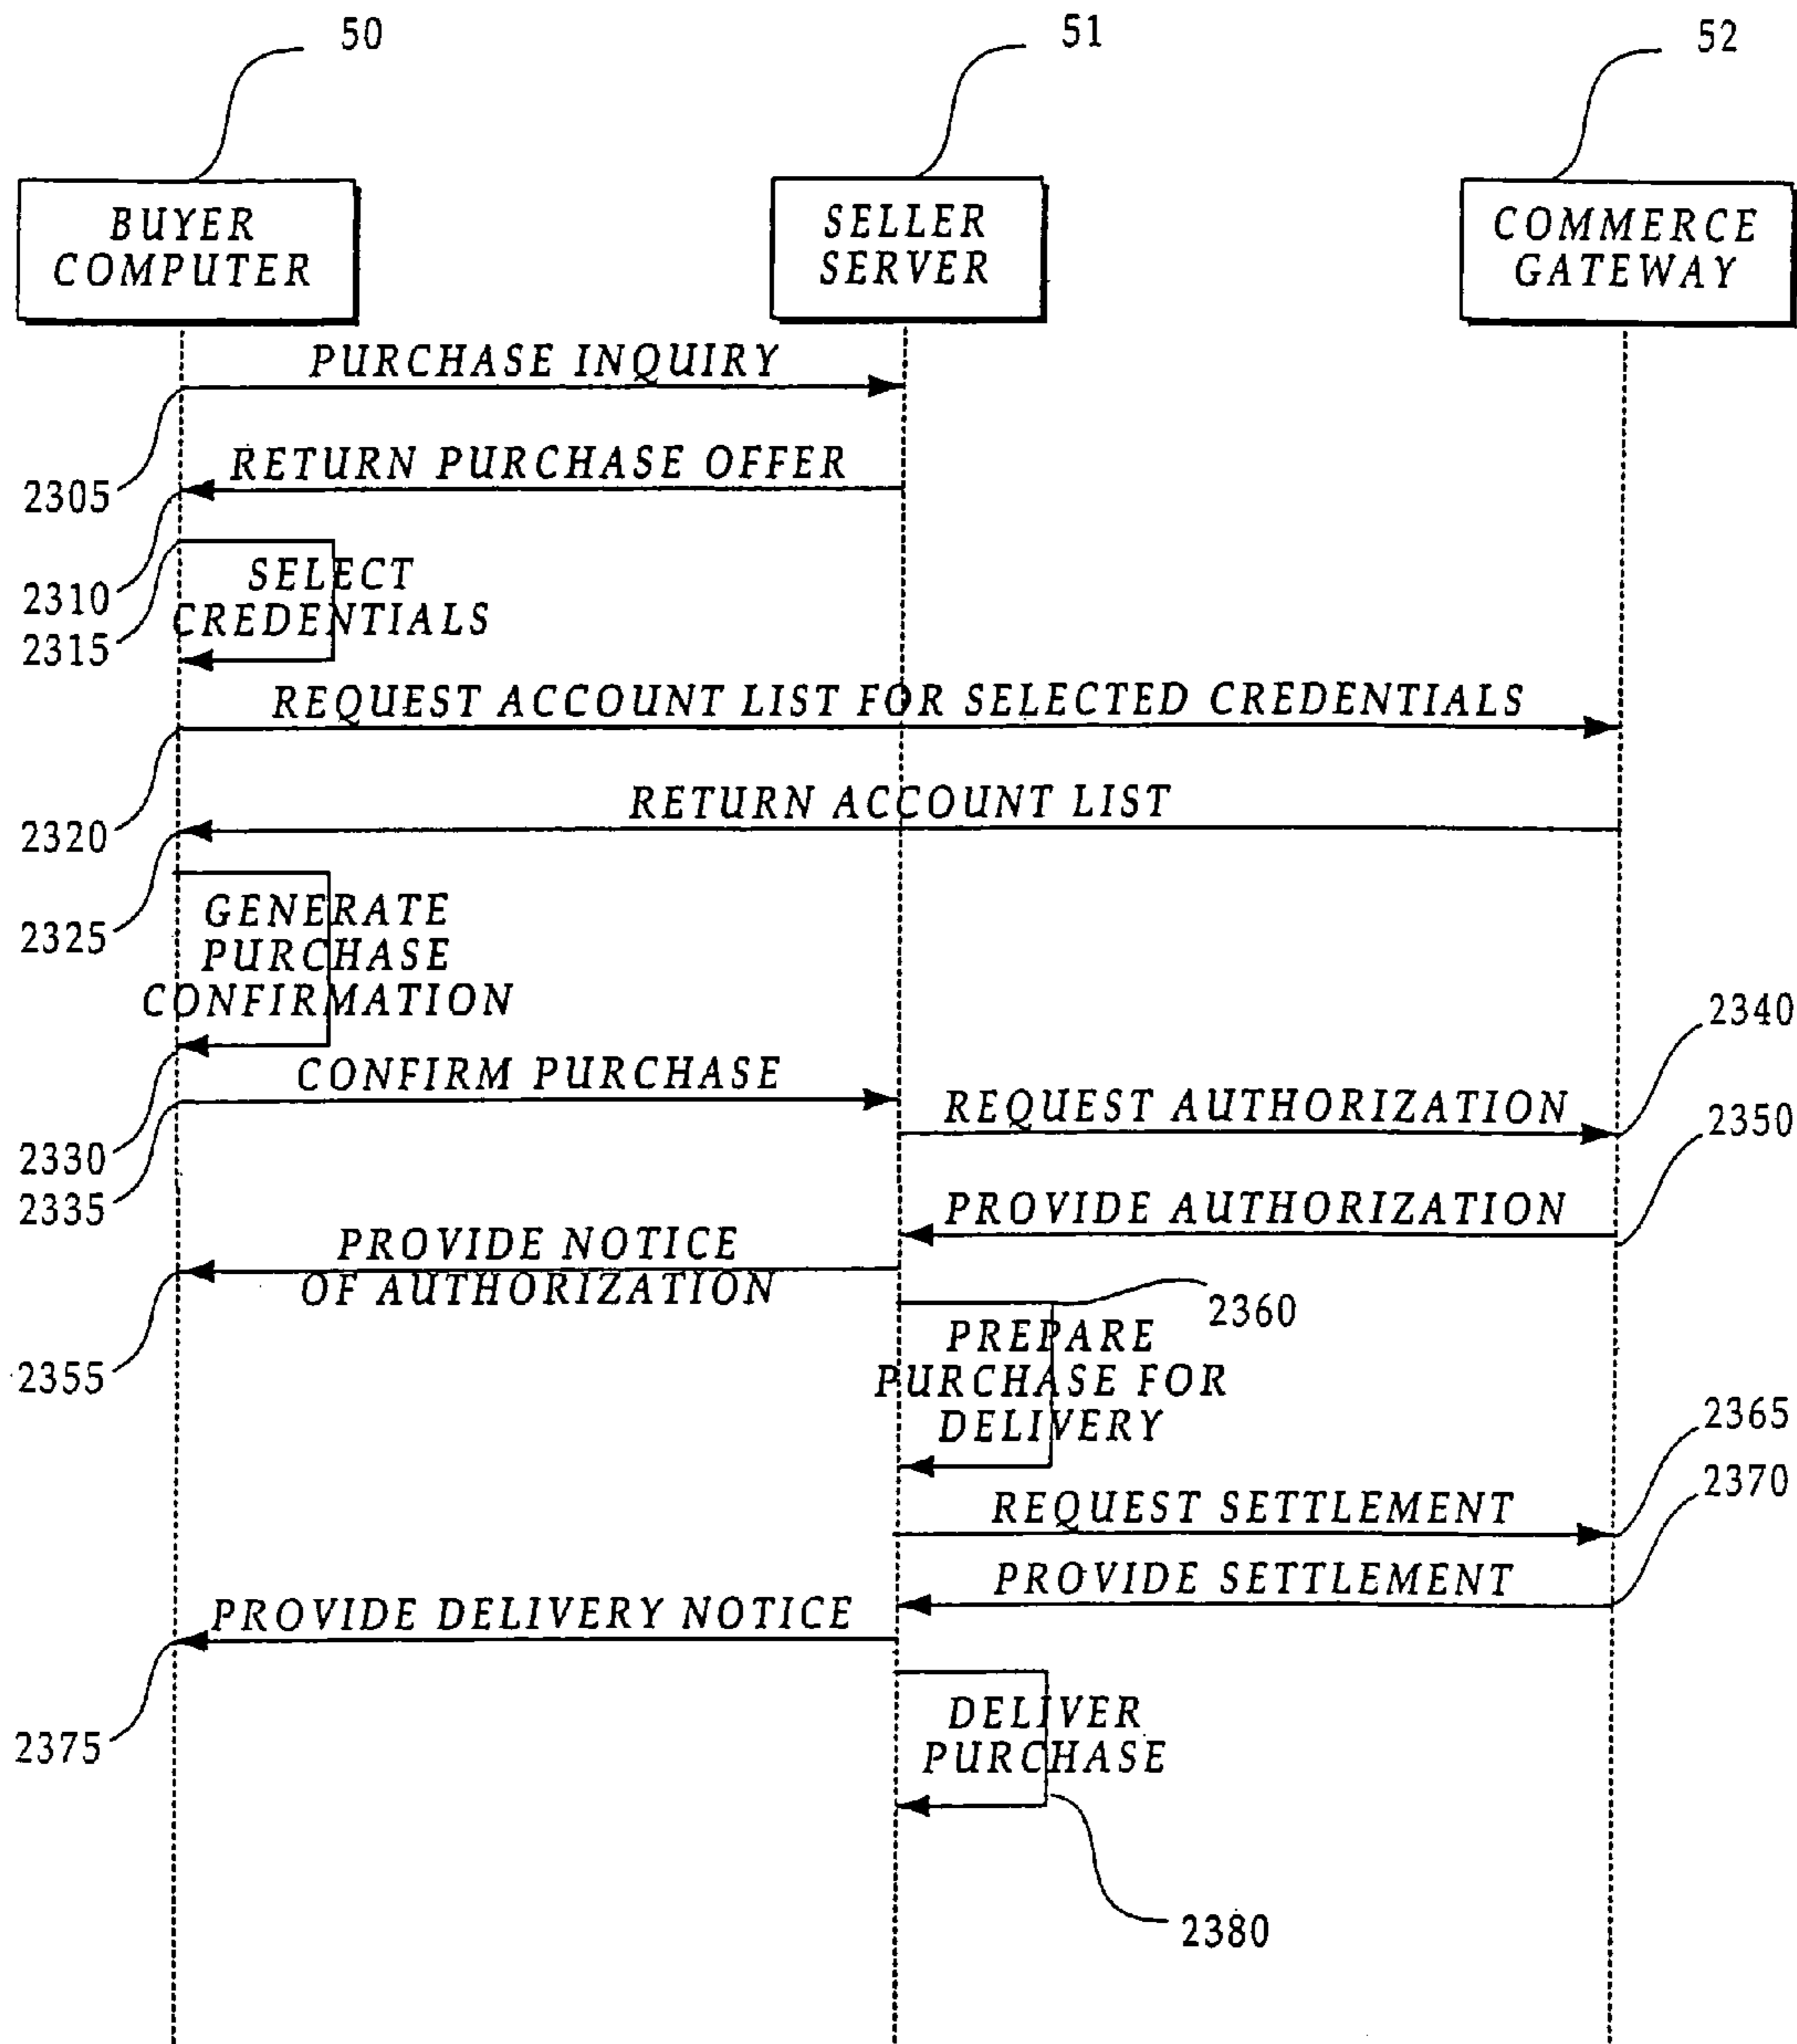 50
51
52
BUYER
COMPUTER
SELLER
SERVER
COMMERCE
GATEWAY
PURCHASE INQUIRY
2305
RETURN PURCHASE OFFER
2310
SELECT
CREDENTIALS
2315
REQUEST ACCOUNT LIST FOR SELECTED CREDENTIALS
2320
RETURN ACCOUNT LIST
2325
GENERATE
PURCHASE
CONFIRMATION
2330
CONFIRM PURCHASE
2335
REQUEST AUTHORIZATION
2340
PROVIDE AUTHORIZATION
2350
PROVIDE NOTICE
OF AUTHORIZATION
2355
2360
PREPARE
PURCHASE FOR
DELIVERY
REQUEST SETTLEMENT
2365
PROVIDE SETTLEMENT
2370
PROVIDE DELIVERY NOTICE
2375
DELIVER
PURCHASE
2380